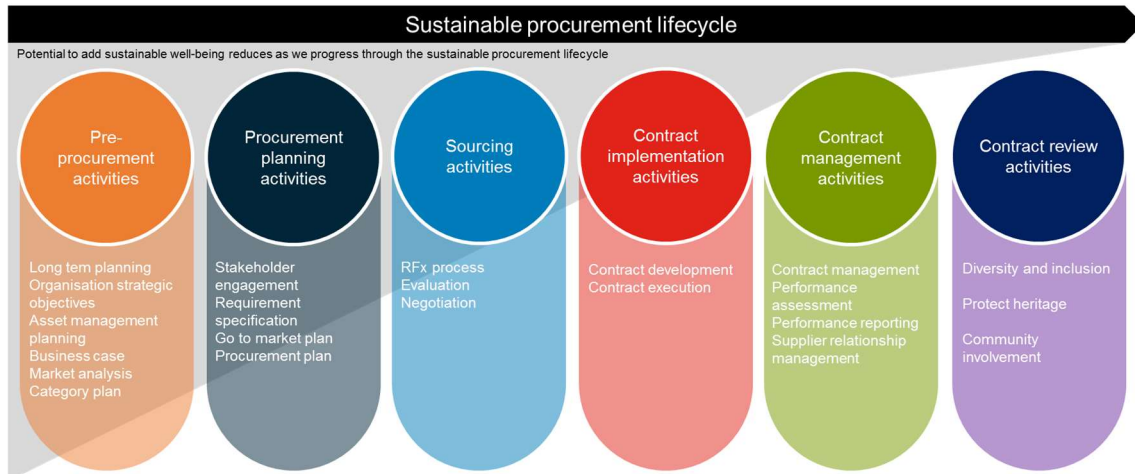 Sustainable procurement lifecycle
Potential to add sustainable well-being reduces as we progress through the sustainable procurement lifecycle
Pre-
procurement
activities
Long tem planning
Organisation strategic
objectives
Asset management
planning
Business case
Market analysis
Category plan
Procurement
planning
activities
Stakeholder
engagement
Requirement
specification
Go to market plan
Procurement plan
Sourcing
activities
RFx process
Evaluation
Negotiation
Contract
implementation
activities
Contract development
Contract execution
Contract
management
activities
Contract management
Performance
assessment
Performance reporting
Supplier relationship
management
Contract review
activities
Diversity and inclusion
Protect heritage
Community
involvement